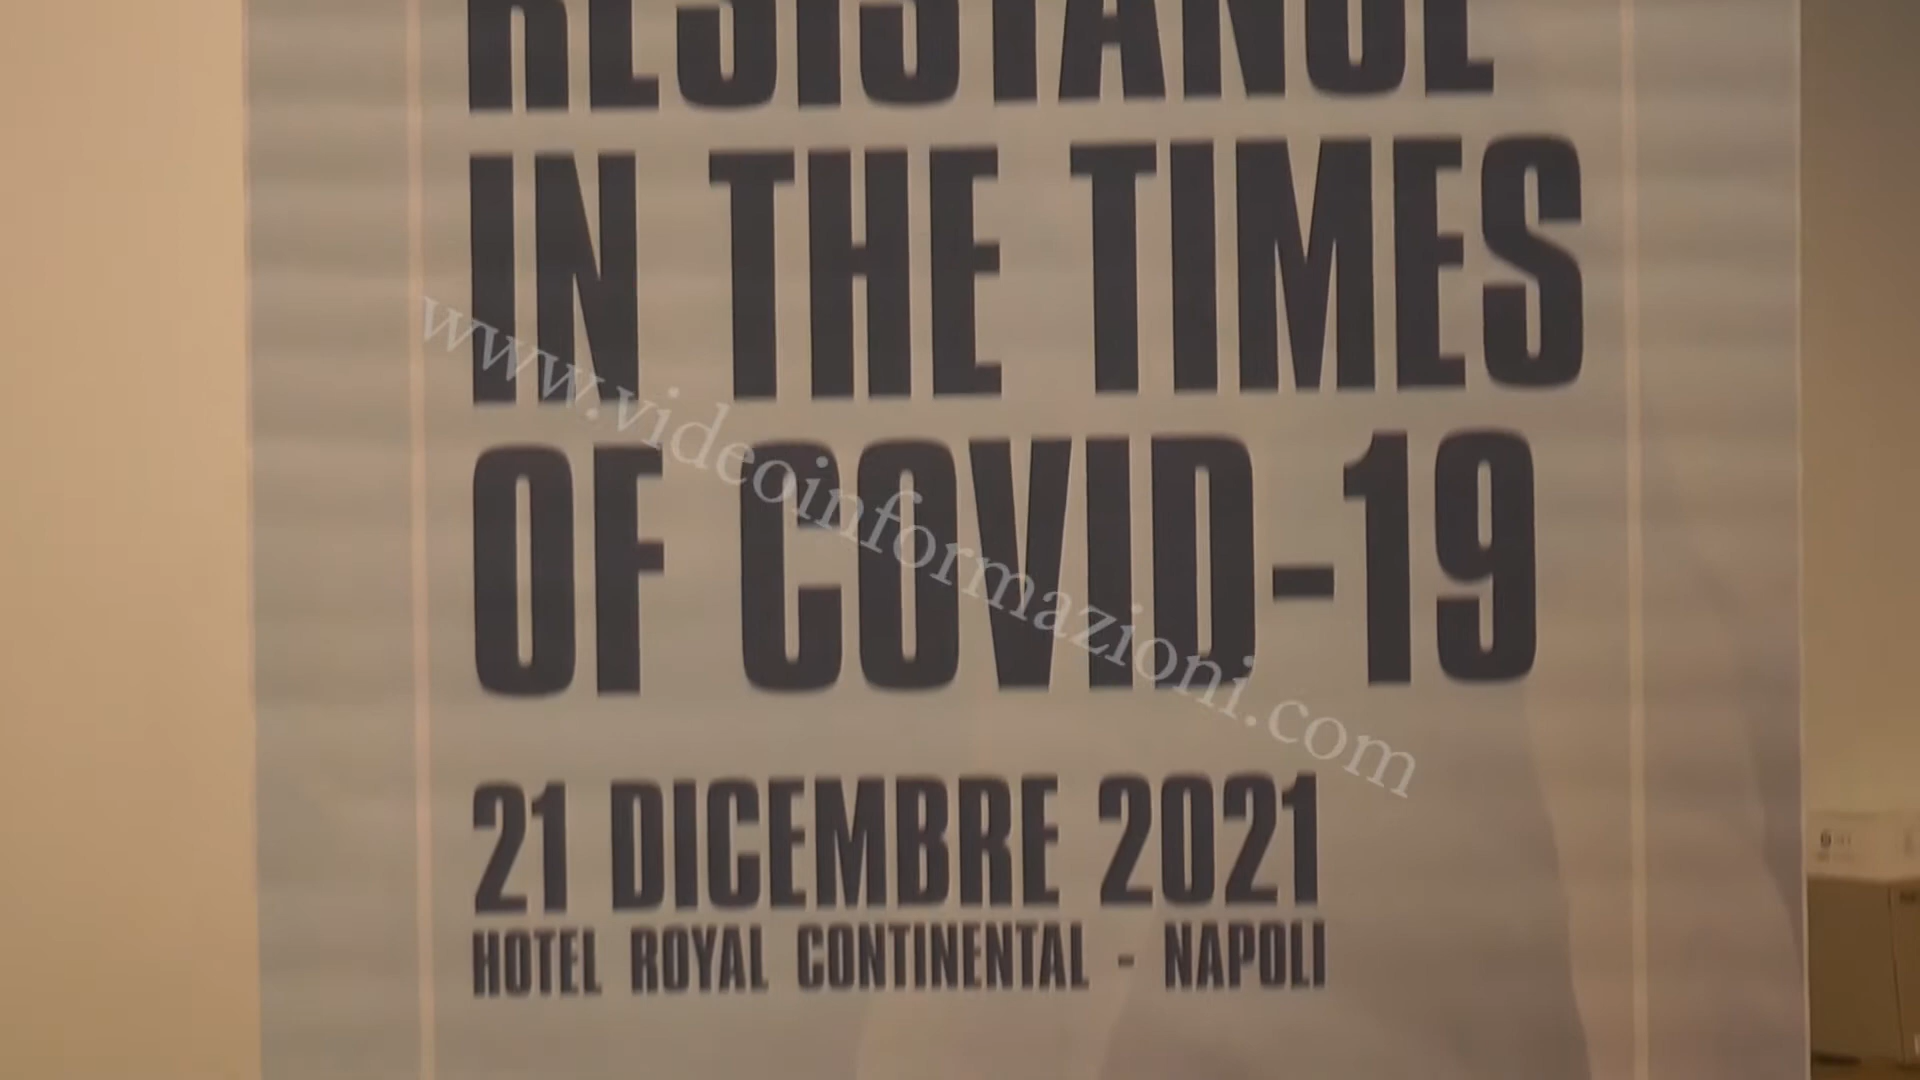 RESISTANCE
IN THE TIMES
OF COVID-19
www.videoinformazioni.com
21 DICEMBRE 2021
HOTEL ROYAL CONTINENTAL - NAPOLI